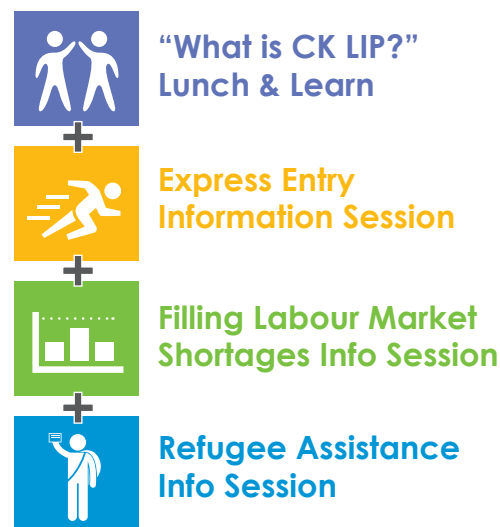 “What is CK LIP?”
Lunch & Learn
Express Entry
Information Session
Filling Labour Market
Shortages Info Session
Refugee Assistance
Info Session